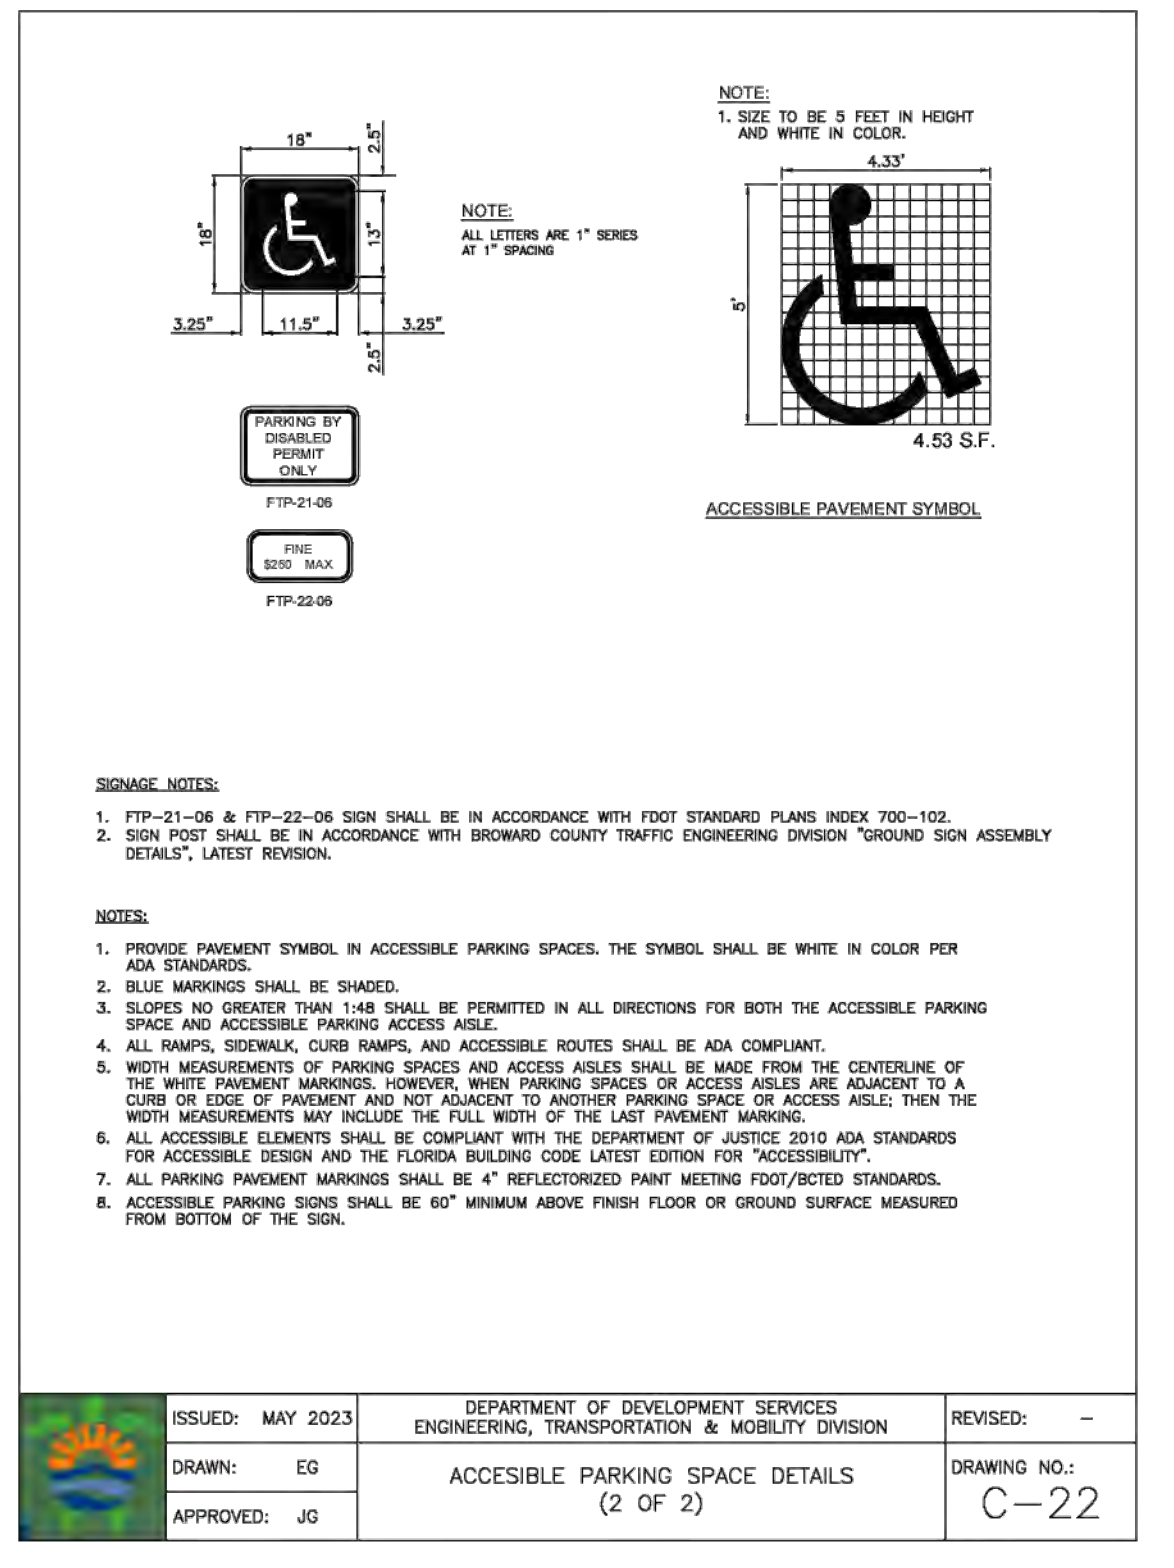 NOTE:
1. SIZE TO BE 5 FEET IN HEIGHT
AND WHITE IN COLOR.
4.33'
5'
4.53 S.F.
ACCESSIBLE PAVEMENT SYMBOL
18"
2.5"
18"
13"
3.25"
11.5"
3.25"
2.5"
NOTE:
ALL LETTERS ARE 1" SERIES
AT 1" SPACING
PARKING BY
DISABLED
PERMIT
ONLY
FTP-21-06
FINE
$260 MAX
FTP-22-06
SIGNAGE NOTES:
1. FTP-21-06 & FTP-22-06 SIGN SHALL BE IN ACCORDANCE WITH FDOT STANDARD PLANS INDEX 700-102.
2. SIGN POST SHALL BE IN ACCORDANCE WITH BROWARD COUNTY TRAFFIC ENGINEERING DIVISION "GROUND SIGN ASSEMBLY
DETAILS", LATEST REVISION.
NOTES:
1. PROVIDE PAVEMENT SYMBOL IN ACCESSIBLE PARKING SPACES. THE SYMBOL SHALL BE WHITE IN COLOR PER
ADA STANDARDS.
2. BLUE MARKINGS SHALL BE SHADED.
3. SLOPES NO GREATER THAN 1:48 SHALL BE PERMITTED IN ALL DIRECTIONS FOR BOTH THE ACCESSIBLE PARKING
SPACE AND ACCESSIBLE PARKING ACCESS AISLE.
4. ALL RAMPS, SIDEWALK, CURB RAMPS, AND ACCESSIBLE ROUTES SHALL BE ADA COMPLIANT.
5. WIDTH MEASUREMENTS OF PARKING SPACES AND ACCESS AISLES SHALL BE MADE FROM THE CENTERLINE OF
THE WHITE PAVEMENT MARKINGS. HOWEVER, WHEN PARKING SPACES OR ACCESS AISLES ARE ADJACENT TO A
CURB OR EDGE OF PAVEMENT AND NOT ADJACENT TO ANOTHER PARKING SPACE OR ACCESS AISLE; THEN THE
WIDTH MEASUREMENTS MAY INCLUDE THE FULL WIDTH OF THE LAST PAVEMENT MARKING.
6. ALL ACCESSIBLE ELEMENTS SHALL BE COMPLIANT WITH THE DEPARTMENT OF JUSTICE 2010 ADA STANDARDS
FOR ACCESSIBLE DESIGN AND THE FLORIDA BUILDING CODE LATEST EDITION FOR "ACCESSIBILITY".
7. ALL PARKING PAVEMENT MARKINGS SHALL BE 4" REFLECTORIZED PAINT MEETING FDOT/BCTED STANDARDS.
8. ACCESSIBLE PARKING SIGNS SHALL BE 60" MINIMUM ABOVE FINISH FLOOR OR GROUND SURFACE MEASURED
FROM BOTTOM OF THE SIGN.
ISSUED: MAY 2023
DRAWN: EG
APPROVED: JG
DEPARTMENT OF DEVELOPMENT SERVICES
ENGINEERING, TRANSPORTATION & MOBILITY DIVISION
ACCESIBLE PARKING SPACE DETAILS
(2 OF 2)
REVISED: -
DRAWING NO.:
C-22